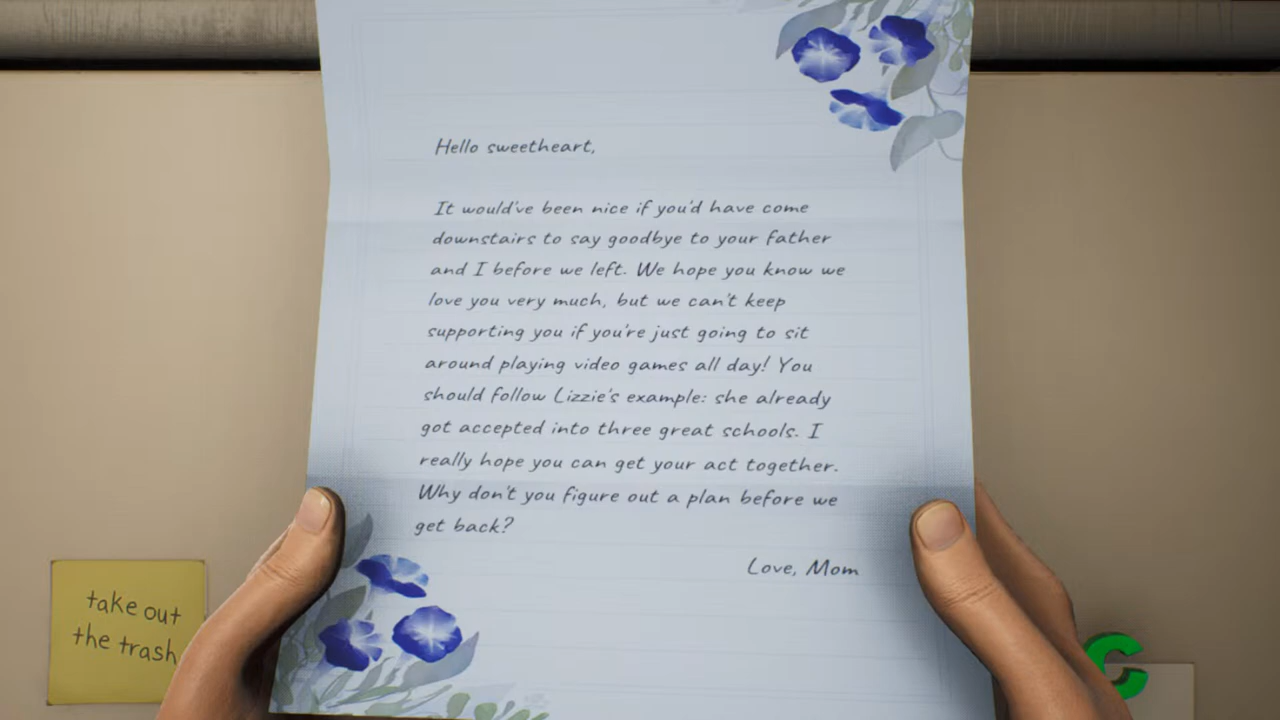 Hello sweetheart,
It would've been nice if you'd have come
downstairs to say goodbye to your father
and I before we left. We hope you know we
love you very much, but we can't keep
supporting you if you're just going to sit
around playing video games all day! You
should follow Lizzie's example: she already
got accepted into three great schools. I
really hope you can get your act together.
Why don't you figure out a plan before we
get back?
Love, Mom
take out
the trash
C